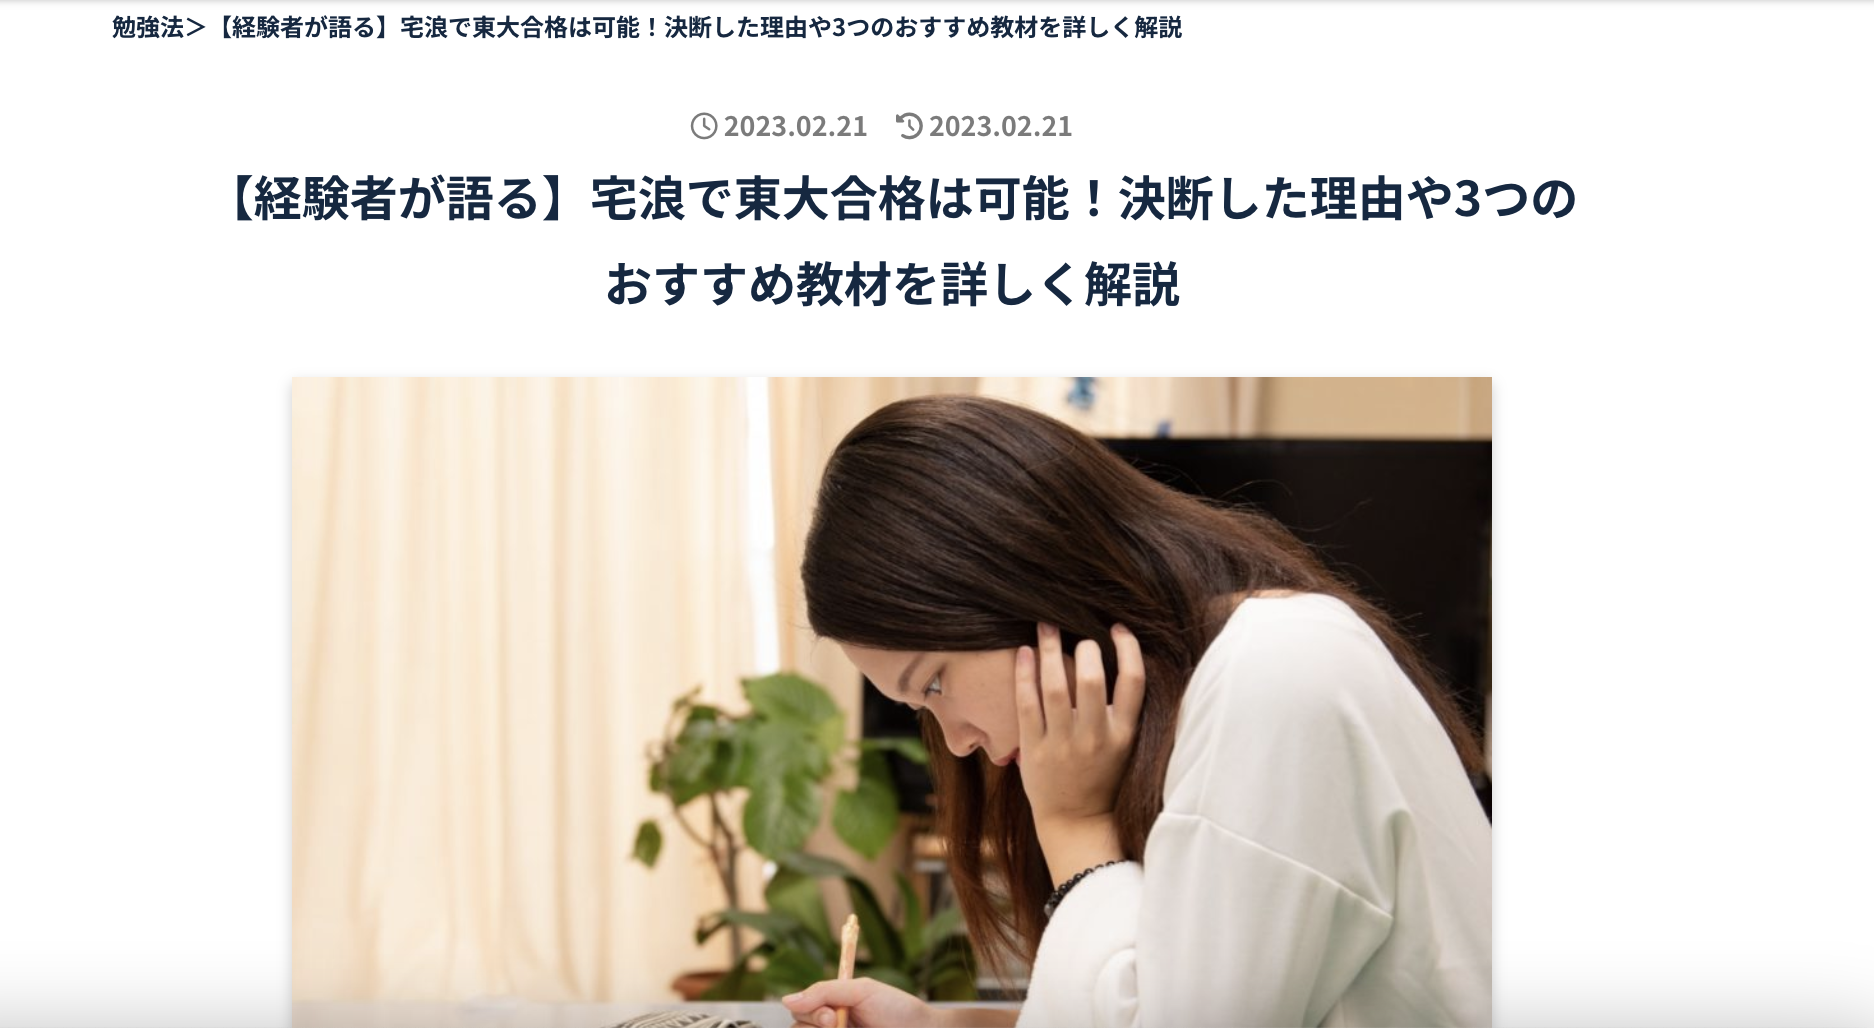 勉強法＞【経験者が語る】宅浪で東大合格は可能！決断した理由や3つのおすすめ教材を詳しく解説
2023.02.21 2023.02.21
【経験者が語る】宅浪で東大合格は可能！決断した理由や3つの
おすすめ教材を詳しく解説